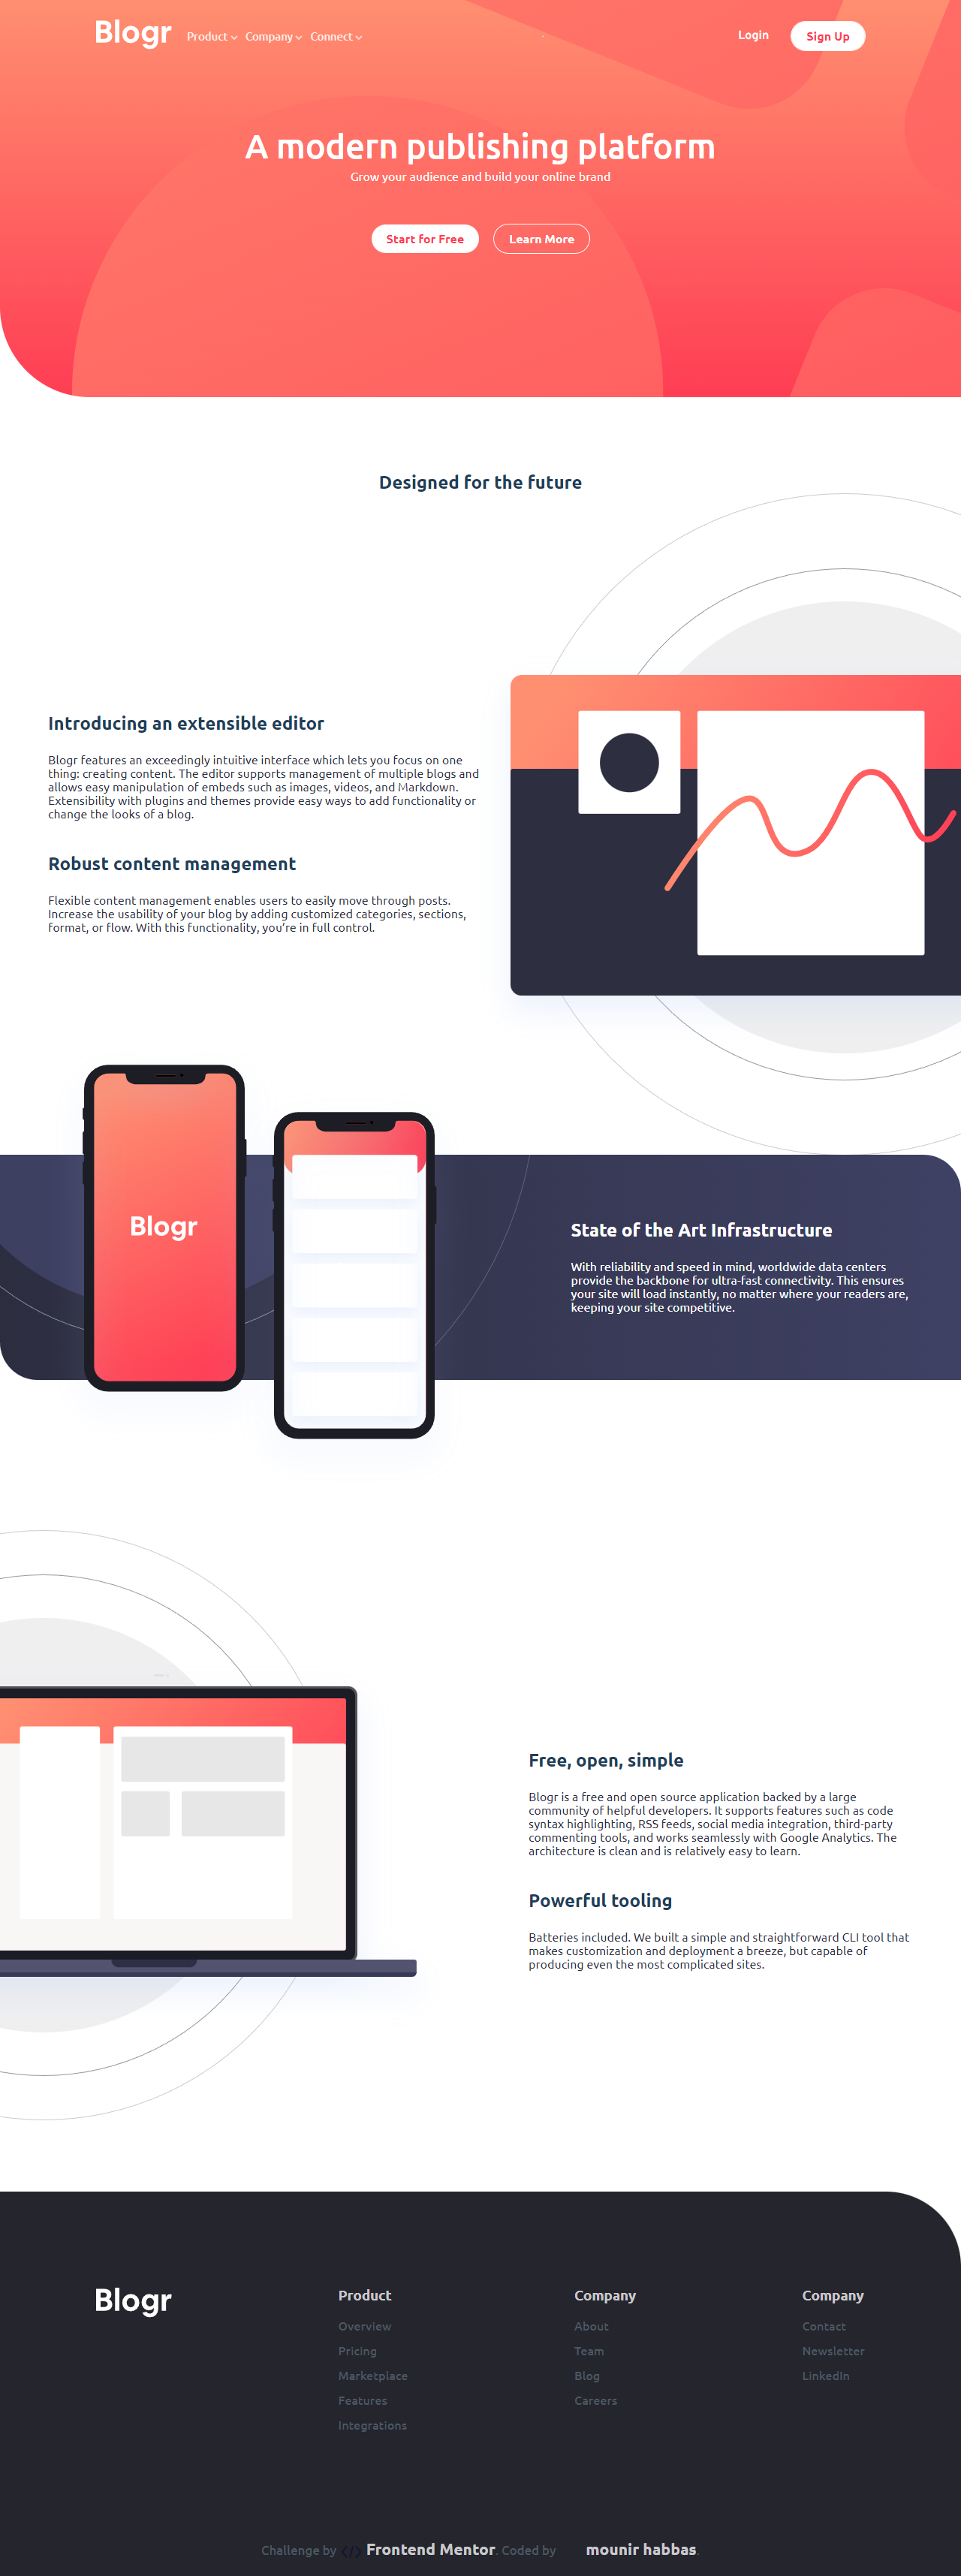 Blogr Product Company Connect Login Sign Up
A modern publishing platform
Grow your audience and build your online brand
Start for Free Learn More
Designed for the future
Introducing an extensible editor
Blogr features an exceedingly intuitive interface which lets you focus on one
thing: creating content. The editor supports management of multiple blogs and
allows easy manipulation of embeds such as images, videos, and Markdown.
Extensibility with plugins and themes provide easy ways to add functionality or
change the looks of a blog.
Robust content management
Flexible content management enables users to easily move through posts.
Increase the usability of your blog by adding customized categories, sections,
format, or flow. With this functionality, you’re in full control.
Blogr
State of the Art Infrastructure
With reliability and speed in mind, worldwide data centers
provide the backbone for ultra-fast connectivity. This ensures
your site will load instantly, no matter where your readers are,
keeping your site competitive.
Free, open, simple
Blogr is a free and open source application backed by a large
community of helpful developers. It supports features such as code
syntax highlighting, RSS feeds, social media integration, third-party
commenting tools, and works seamlessly with Google Analytics. The
architecture is clean and is relatively easy to learn.
Powerful tooling
Batteries included. We built a simple and straightforward CLI tool that
makes customization and deployment a breeze, but capable of
producing even the most complicated sites.
Blogr
Product
Overview
Pricing
Marketplace
Features
Integrations
Company
About
Team
Blog
Careers
Company
Contact
Newsletter
LinkedIn
Challenge by </> Frontend Mentor. Coded by mounir habbas.